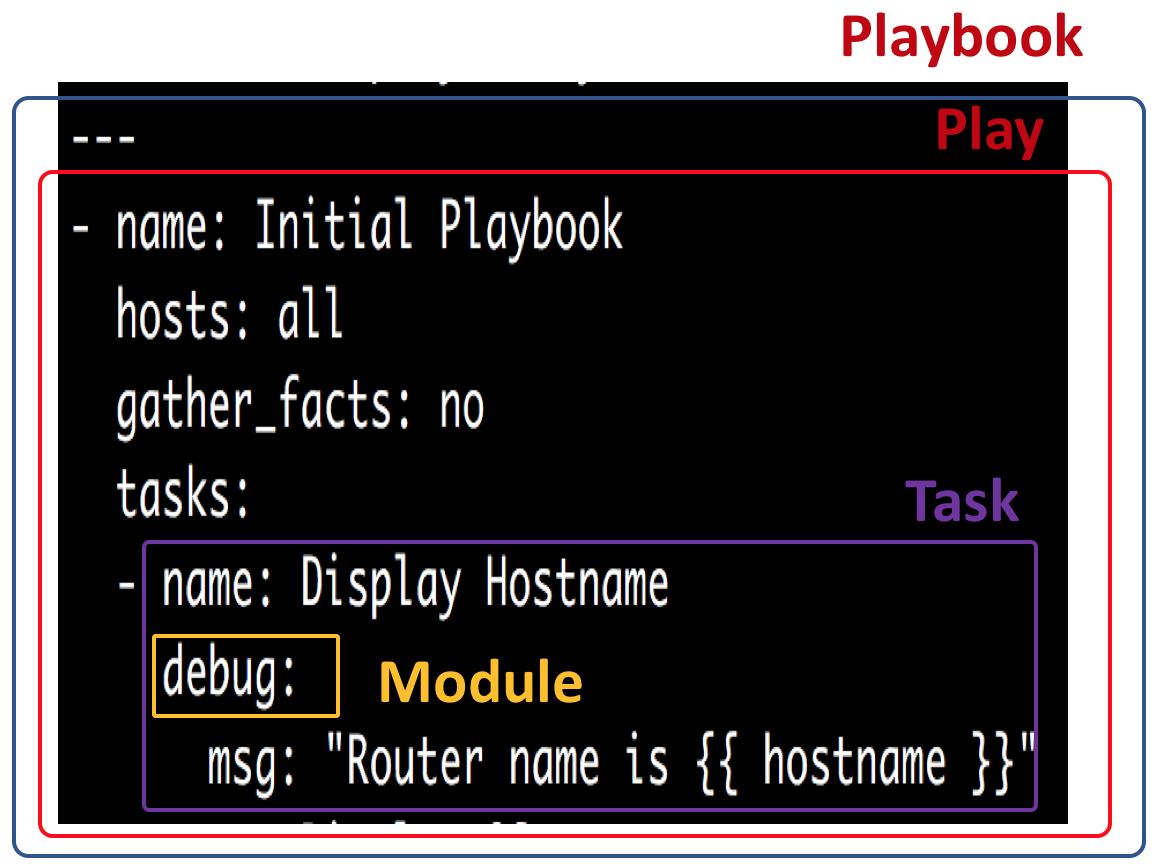 Playbook
Play
---
- name: Initial Playbook
hosts: all
gather_facts: no
tasks:
Task
- name: Display Hostname
debug:
Module
msg: "Router name is {{ hostname }}"